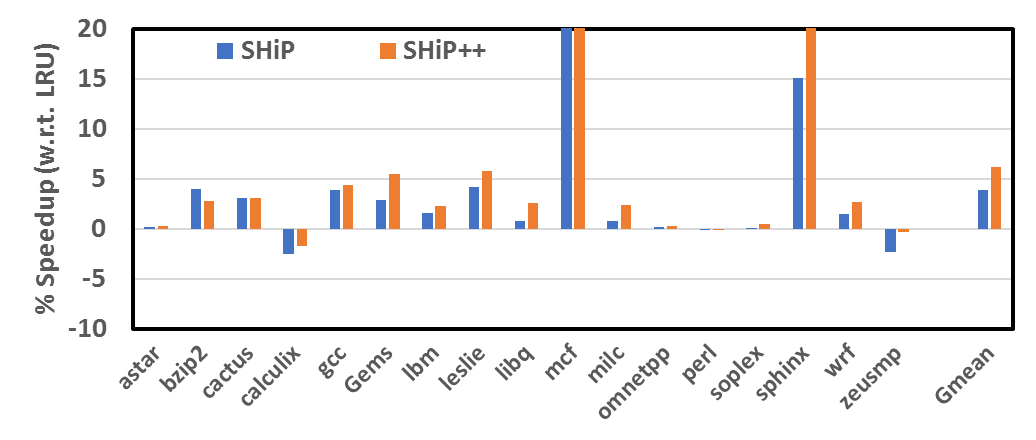 % Speedup (w.r.t. LRU)
20
15
10
5
0
-5
-10
SHiP
SHiP++
astar
bzip2
cactus
calculix
gcc
Gems
lbm
leslie
libq
mcf
milc
omnetpp
perl
soplex
sphinx
wrf
zeusmp
Gmean